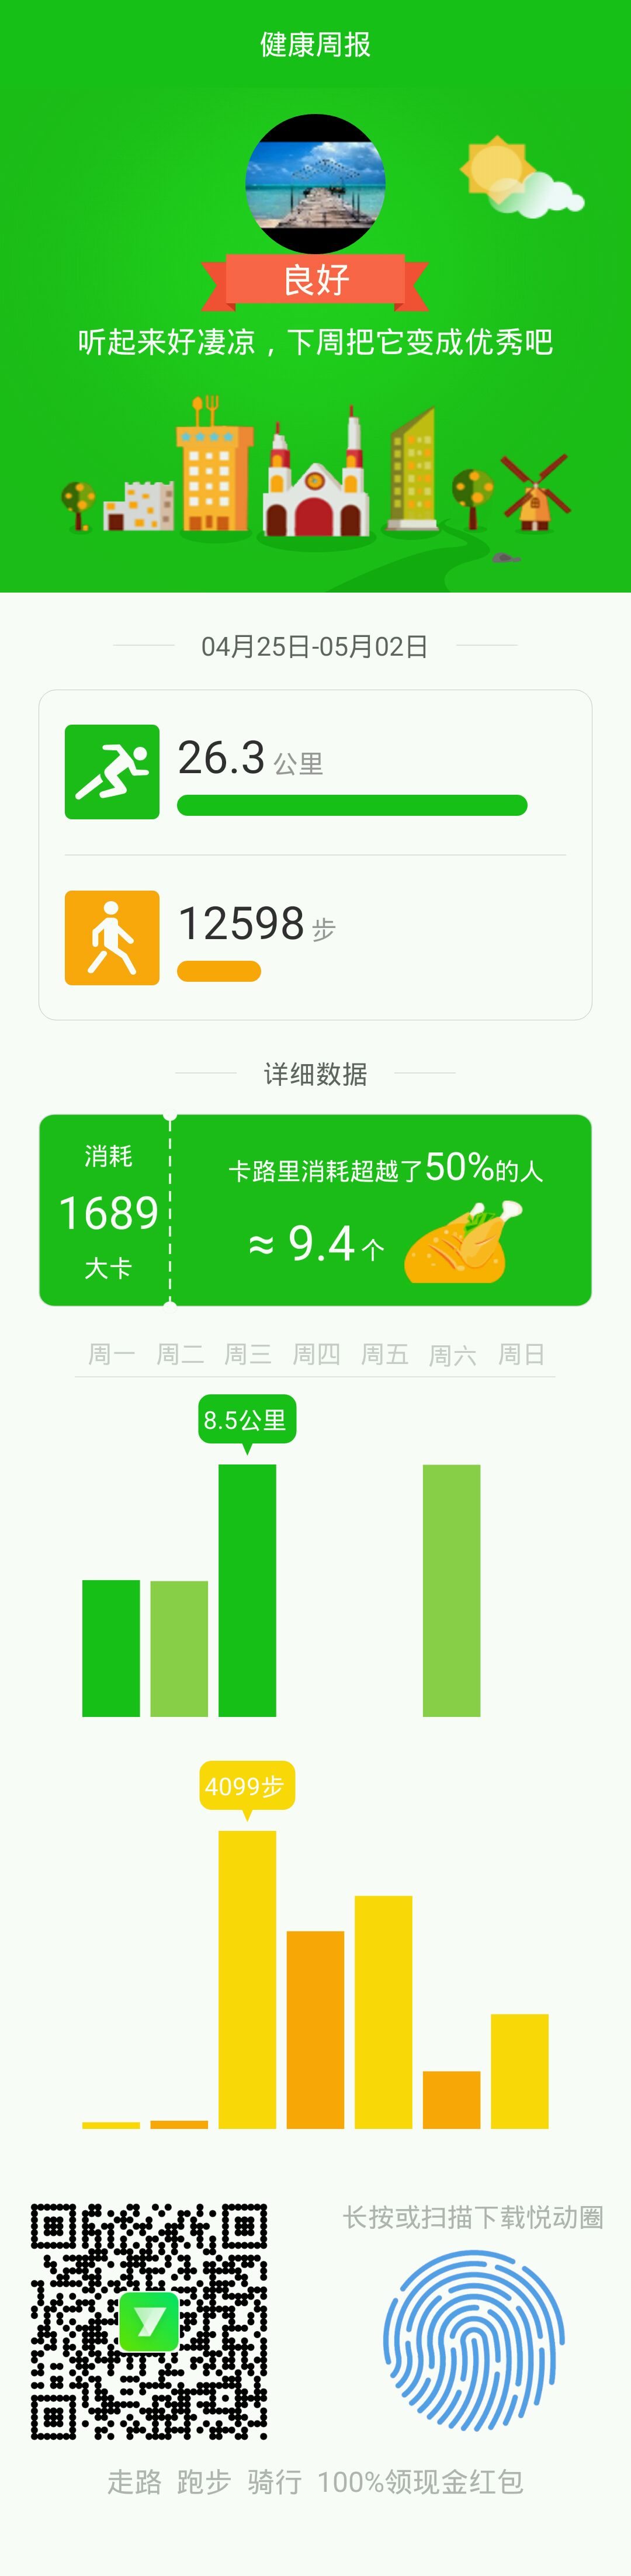 健康周报
良好
听起来好凄凉，下周把它变成优秀吧
04月25日-05月02日
26.3 公里
12598 步
详细数据
消耗
1689
大卡
卡路里消耗超越了50%的人
≈ 9.4 个
周一 周二 周三 周四 周五 周六 周日
8.5公里
4099步
长按或扫描下载悦动圈
走路 跑步 骑行 100%领现金红包